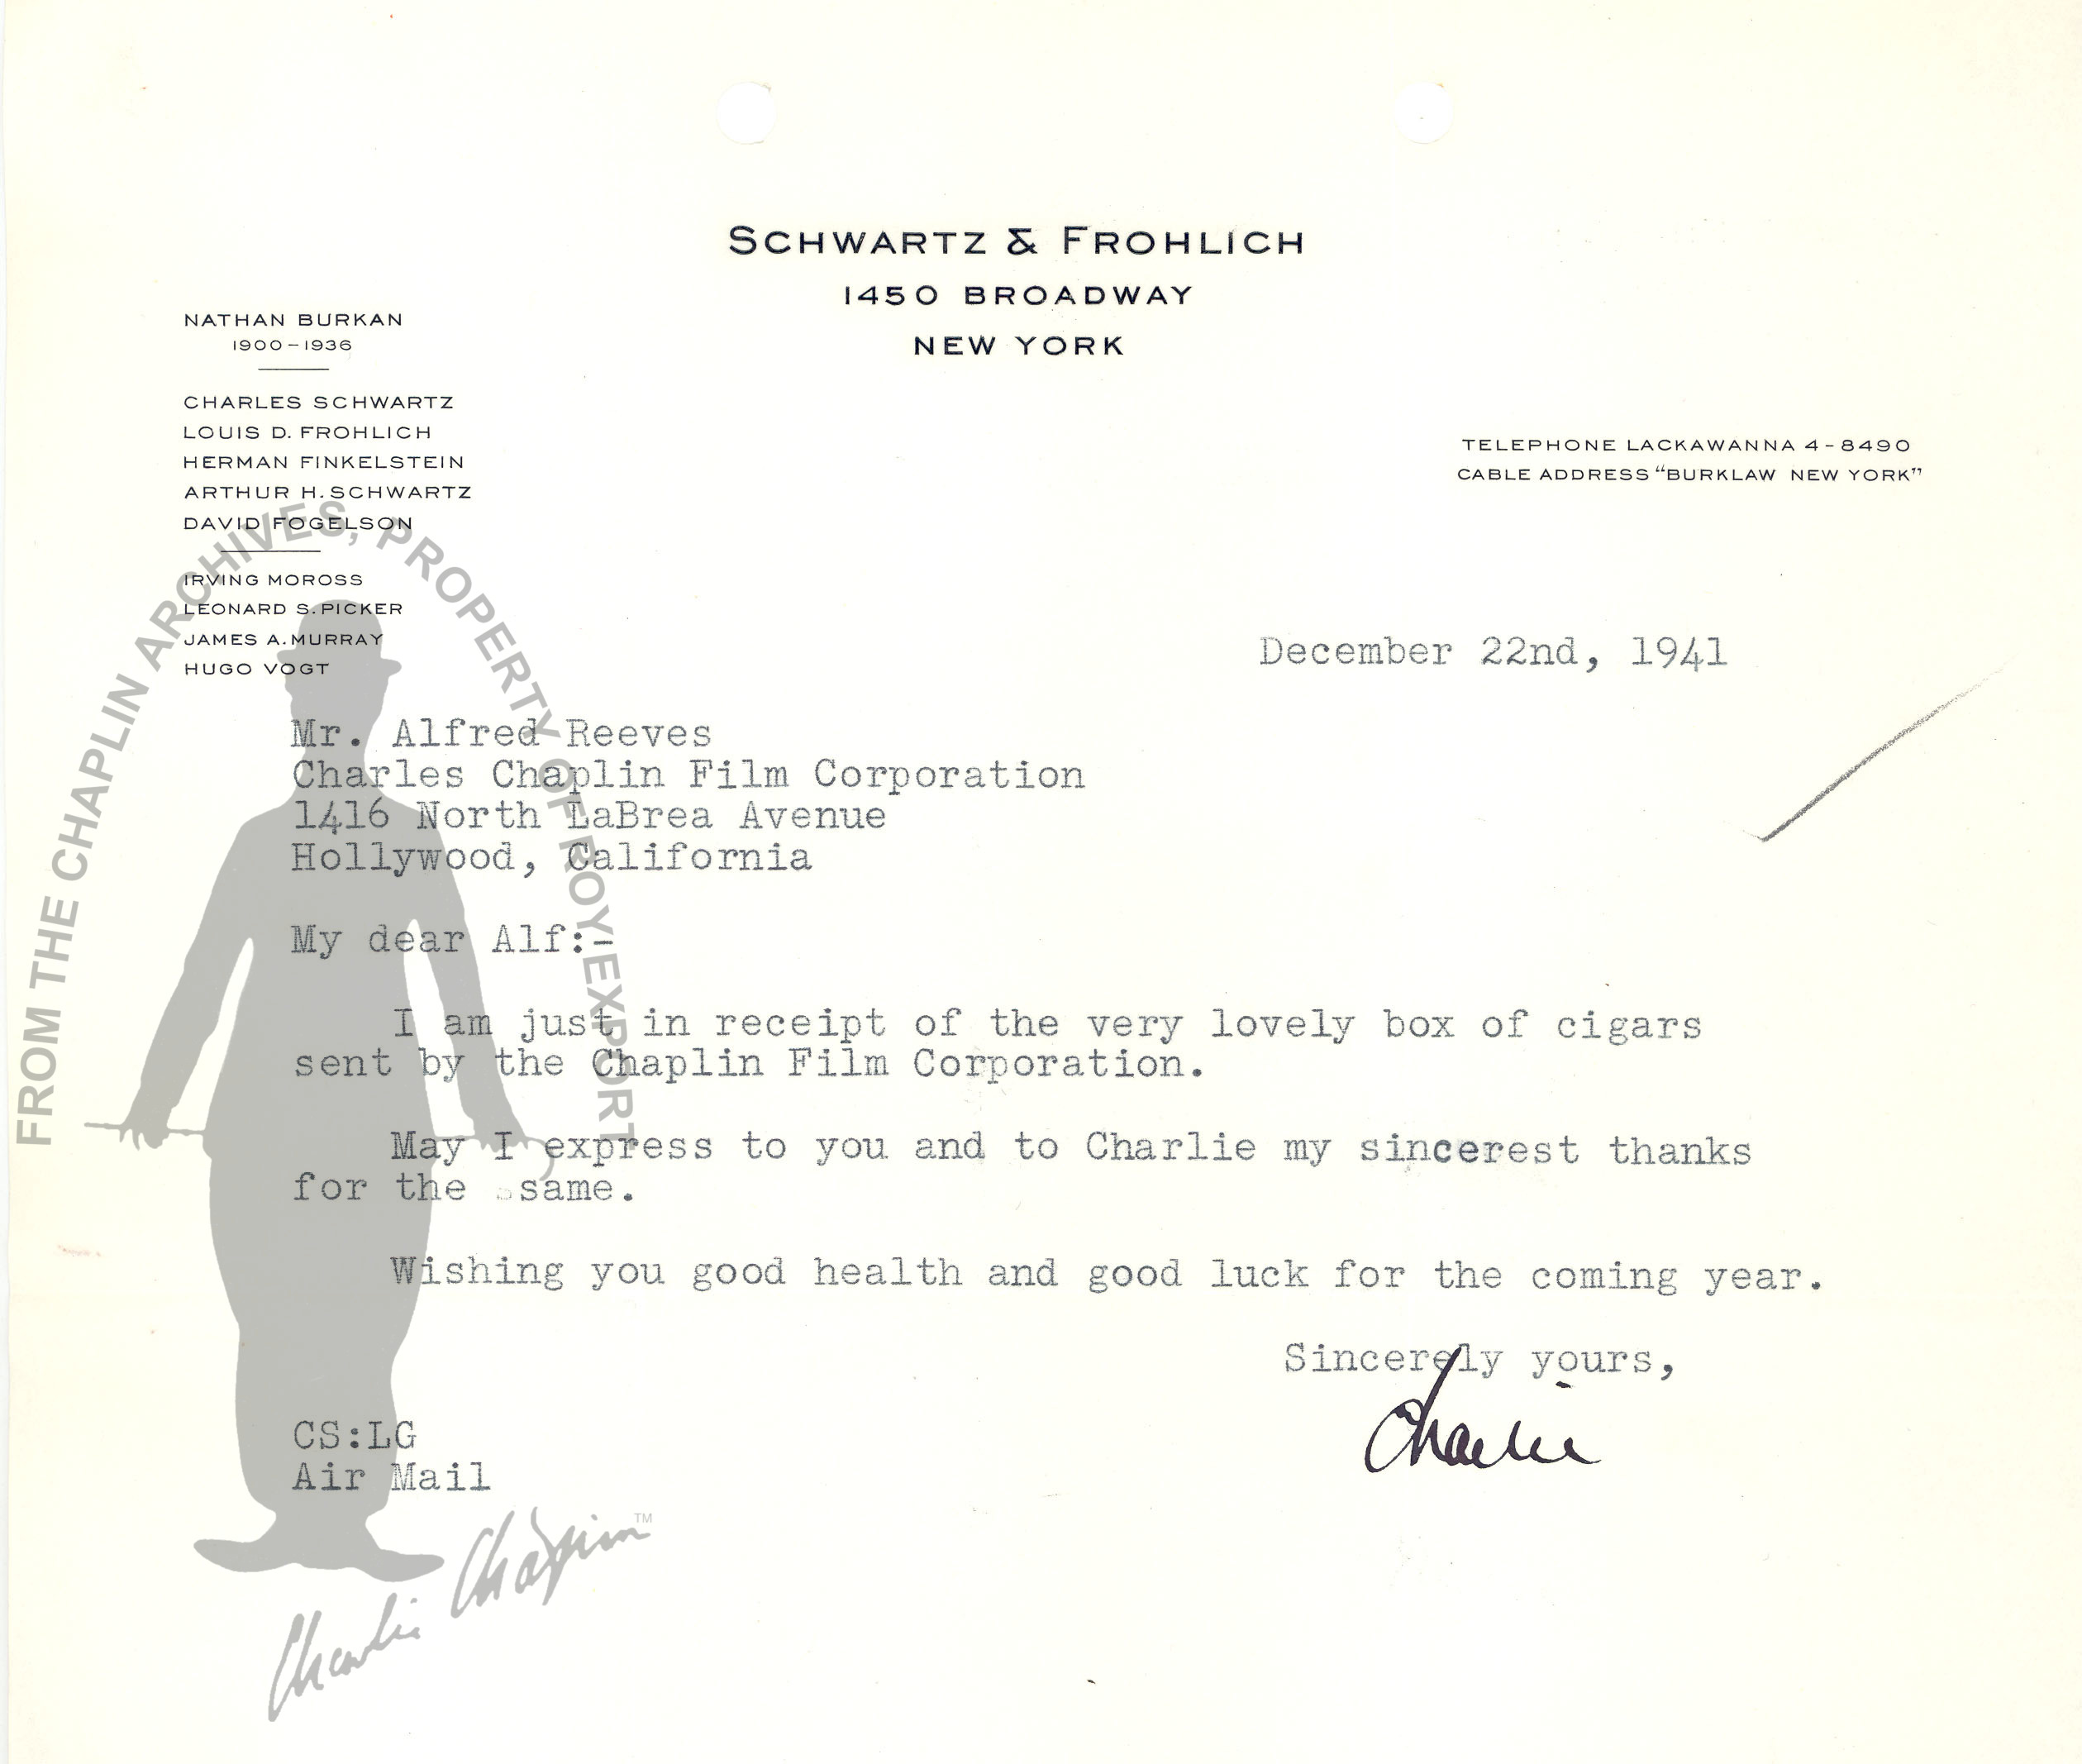 SCHWARTZ & FROHLICH
1450 BROADWAY
NEW YORK
NATHAN BURKAN
1900-1936
CHARLES SCHWARTZ
LOUIS D. FROHLICH
HERMAN FINKELSTEIN
ARTHUR H. SCHWARTZ
DAVID FOGELSON
IRVING MOROSS
LEONARD S. PICKER
JAMES A. MURRAY
HUGO VOGT
TELEPHONE LACKAWANNA 4-8490
CABLE ADDRESS "BURKLAW NEW YORK"
December 22nd, 1941
Mr. Alfred Reeves
Charles Chaplin Film Corporation
1416 North LaBrea Avenue
Hollywood, California
My dear Alf:-
I am just in receipt of the very lovely box of cigars
sent by the Chaplin Film Corporation.
May I express to you and to Charlie my sincerest thanks
for the same.
Wishing you good health and good luck for the coming year.
Sincerely yours,
Charlie
CS:LG
Air Mail
FROM THE CHAPLIN ARCHIVES, PROPERTY OF ROY EXPORT
Charlie Chaplin™